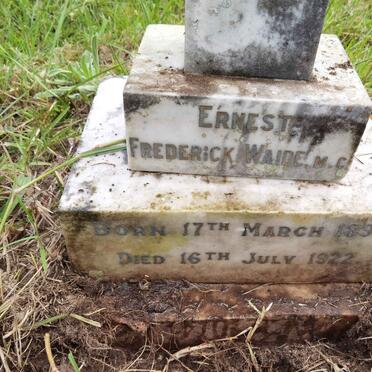 ERNEST
FREDERICK WAIDE, M.C.
BORN 17TH MARCH
DIED 16TH JULY 1922